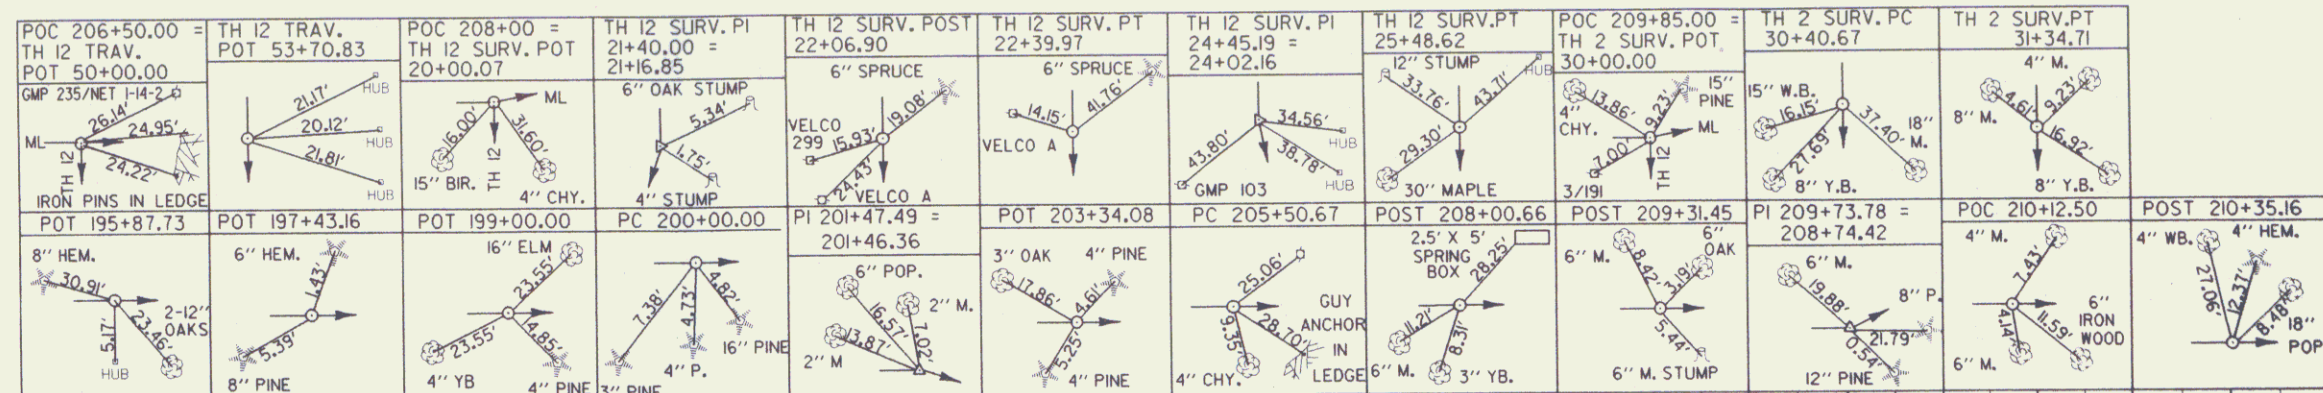 POC 206+50.00 =
TH 12 TRAV.
POT 50+00.00
GMP 235/NET 1-14-2
26.14'
24.95'
ML
24.22'
TH 12
IRON PINS IN LEDGE
TH 12 TRAV.
POT 53+70.83
21.17'
HUB
20.12'
HUB
21.81'
HUB
POC 208+00 =
TH 12 SURV. POT
20+00.07
ML
16.00'
31.60'
TH 12
15" BIR.
4" CHY.
TH 12 SURV. PI
21+40.00 =
21+16.85
6" OAK STUMP
5.34'
1.75'
4" STUMP
TH 12 SURV. POST
22+06.90
6" SPRUCE
19.08'
VELCO
299
15.93'
24.43'
VELCO A
TH 12 SURV. PT
22+39.97
6" SPRUCE
14.15'
41.76'
VELCO A
TH 12 SURV. PI
24+45.19 =
24+02.16
34.56'
HUB
43.80'
38.78'
GMP 103
HUB
TH 12 SURV.PT
25+48.62
12" STUMP
HUB
33.76'
43.71'
29.30'
30" MAPLE
POC 209+85.00 =
TH 2 SURV. POT
30+00.00
15"
PINE
13.86'
9.23'
4"
CHY.
ML
7.00'
TH 12
3/191
TH 2 SURV. PC
30+40.67
15" W.B.
16.15'
37.40'
18"
M.
27.69'
8" Y.B.
TH 2 SURV.PT
31+34.71
4" M.
4.61'
9.23'
8" M.
16.92'
8" Y.B.
POT 195+87.73
8" HEM.
30.91'
2-12"
OAKS
5.17'
23.46'
HUB
POT 197+43.16
6" HEM.
1.43'
5.39'
8" PINE
POT 199+00.00
16" ELM
23.55'
23.55'
4.85'
4" YB
4" PINE
PC 200+00.00
7.38'
4.73'
4.82'
16" PINE
4" P.
3" PINE
PI 201+47.49 =
201+46.36
6" POP.
16.57'
2" M.
13.87'
7.02'
2" M
POT 203+34.08
3" OAK
4" PINE
17.86'
4.61'
5.25'
4" PINE
PC 205+50.67
25.06'
GUY
ANCHOR
IN
LEDGE
9.35'
28.70'
4" CHY.
POST 208+00.66
2.5' X 5'
SPRING
BOX
28.25'
11.21'
8.31'
6" M.
3" YB.
POST 209+31.45
6"
OAK
6" M.
8.42'
3.19'
5.44'
6" M. STUMP
PI 209+73.78 =
208+74.42
6" M.
19.88'
8" P.
21.79'
0.54'
12" PINE
POC 210+12.50
4" M.
7.43'
6"
IRON
WOOD
4.14'
11.59'
6" M.
POST 210+35.16
4" WB.
4" HEM.
27.06'
12.37'
8.48'
18"
POP